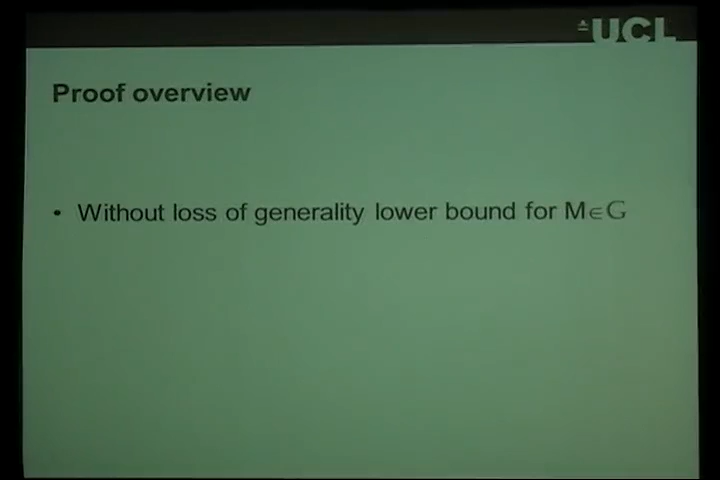 UCL
Proof overview
• Without loss of generality lower bound for M∈G